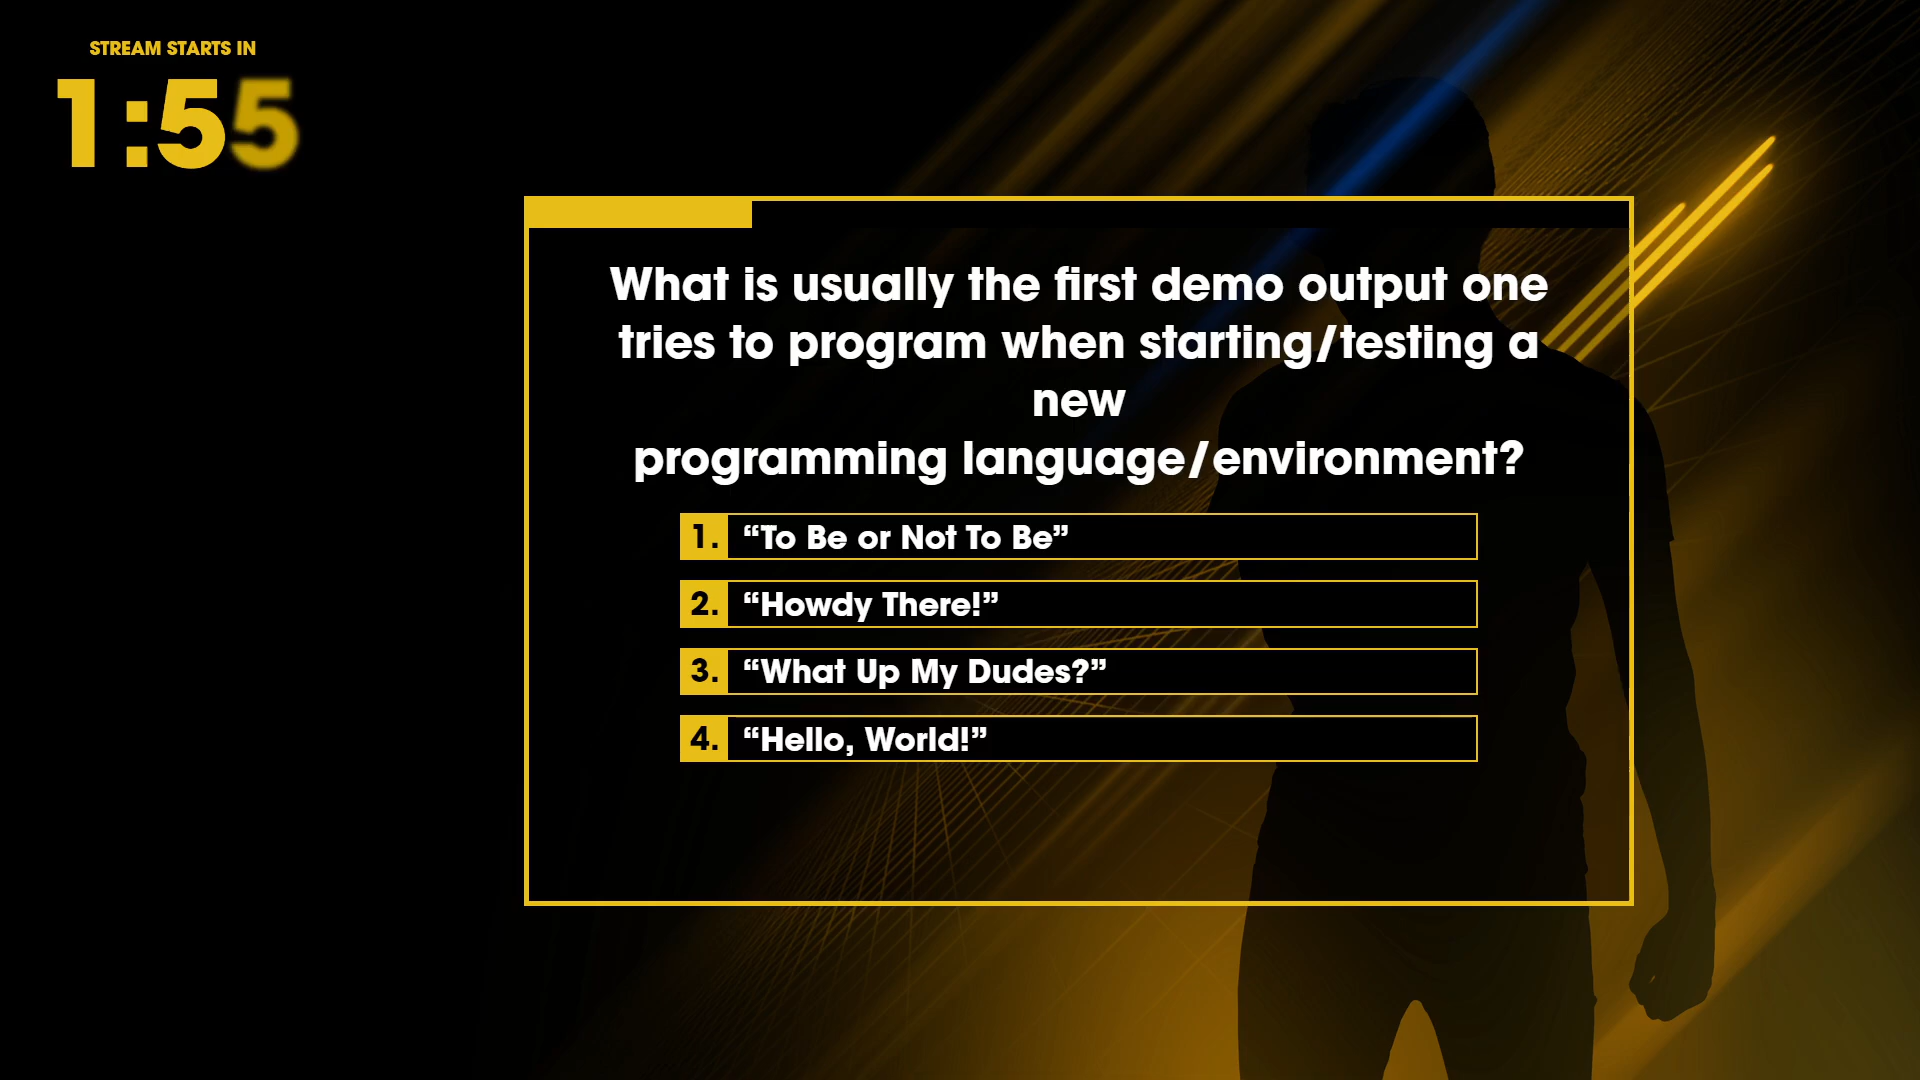 STREAM STARTS IN
1:55
What is usually the first demo output one
tries to program when starting/testing a
new
programming language/environment?
1. “To Be or Not To Be”
2. “Howdy There!”
3. “What Up My Dudes?”
4. “Hello, World!”